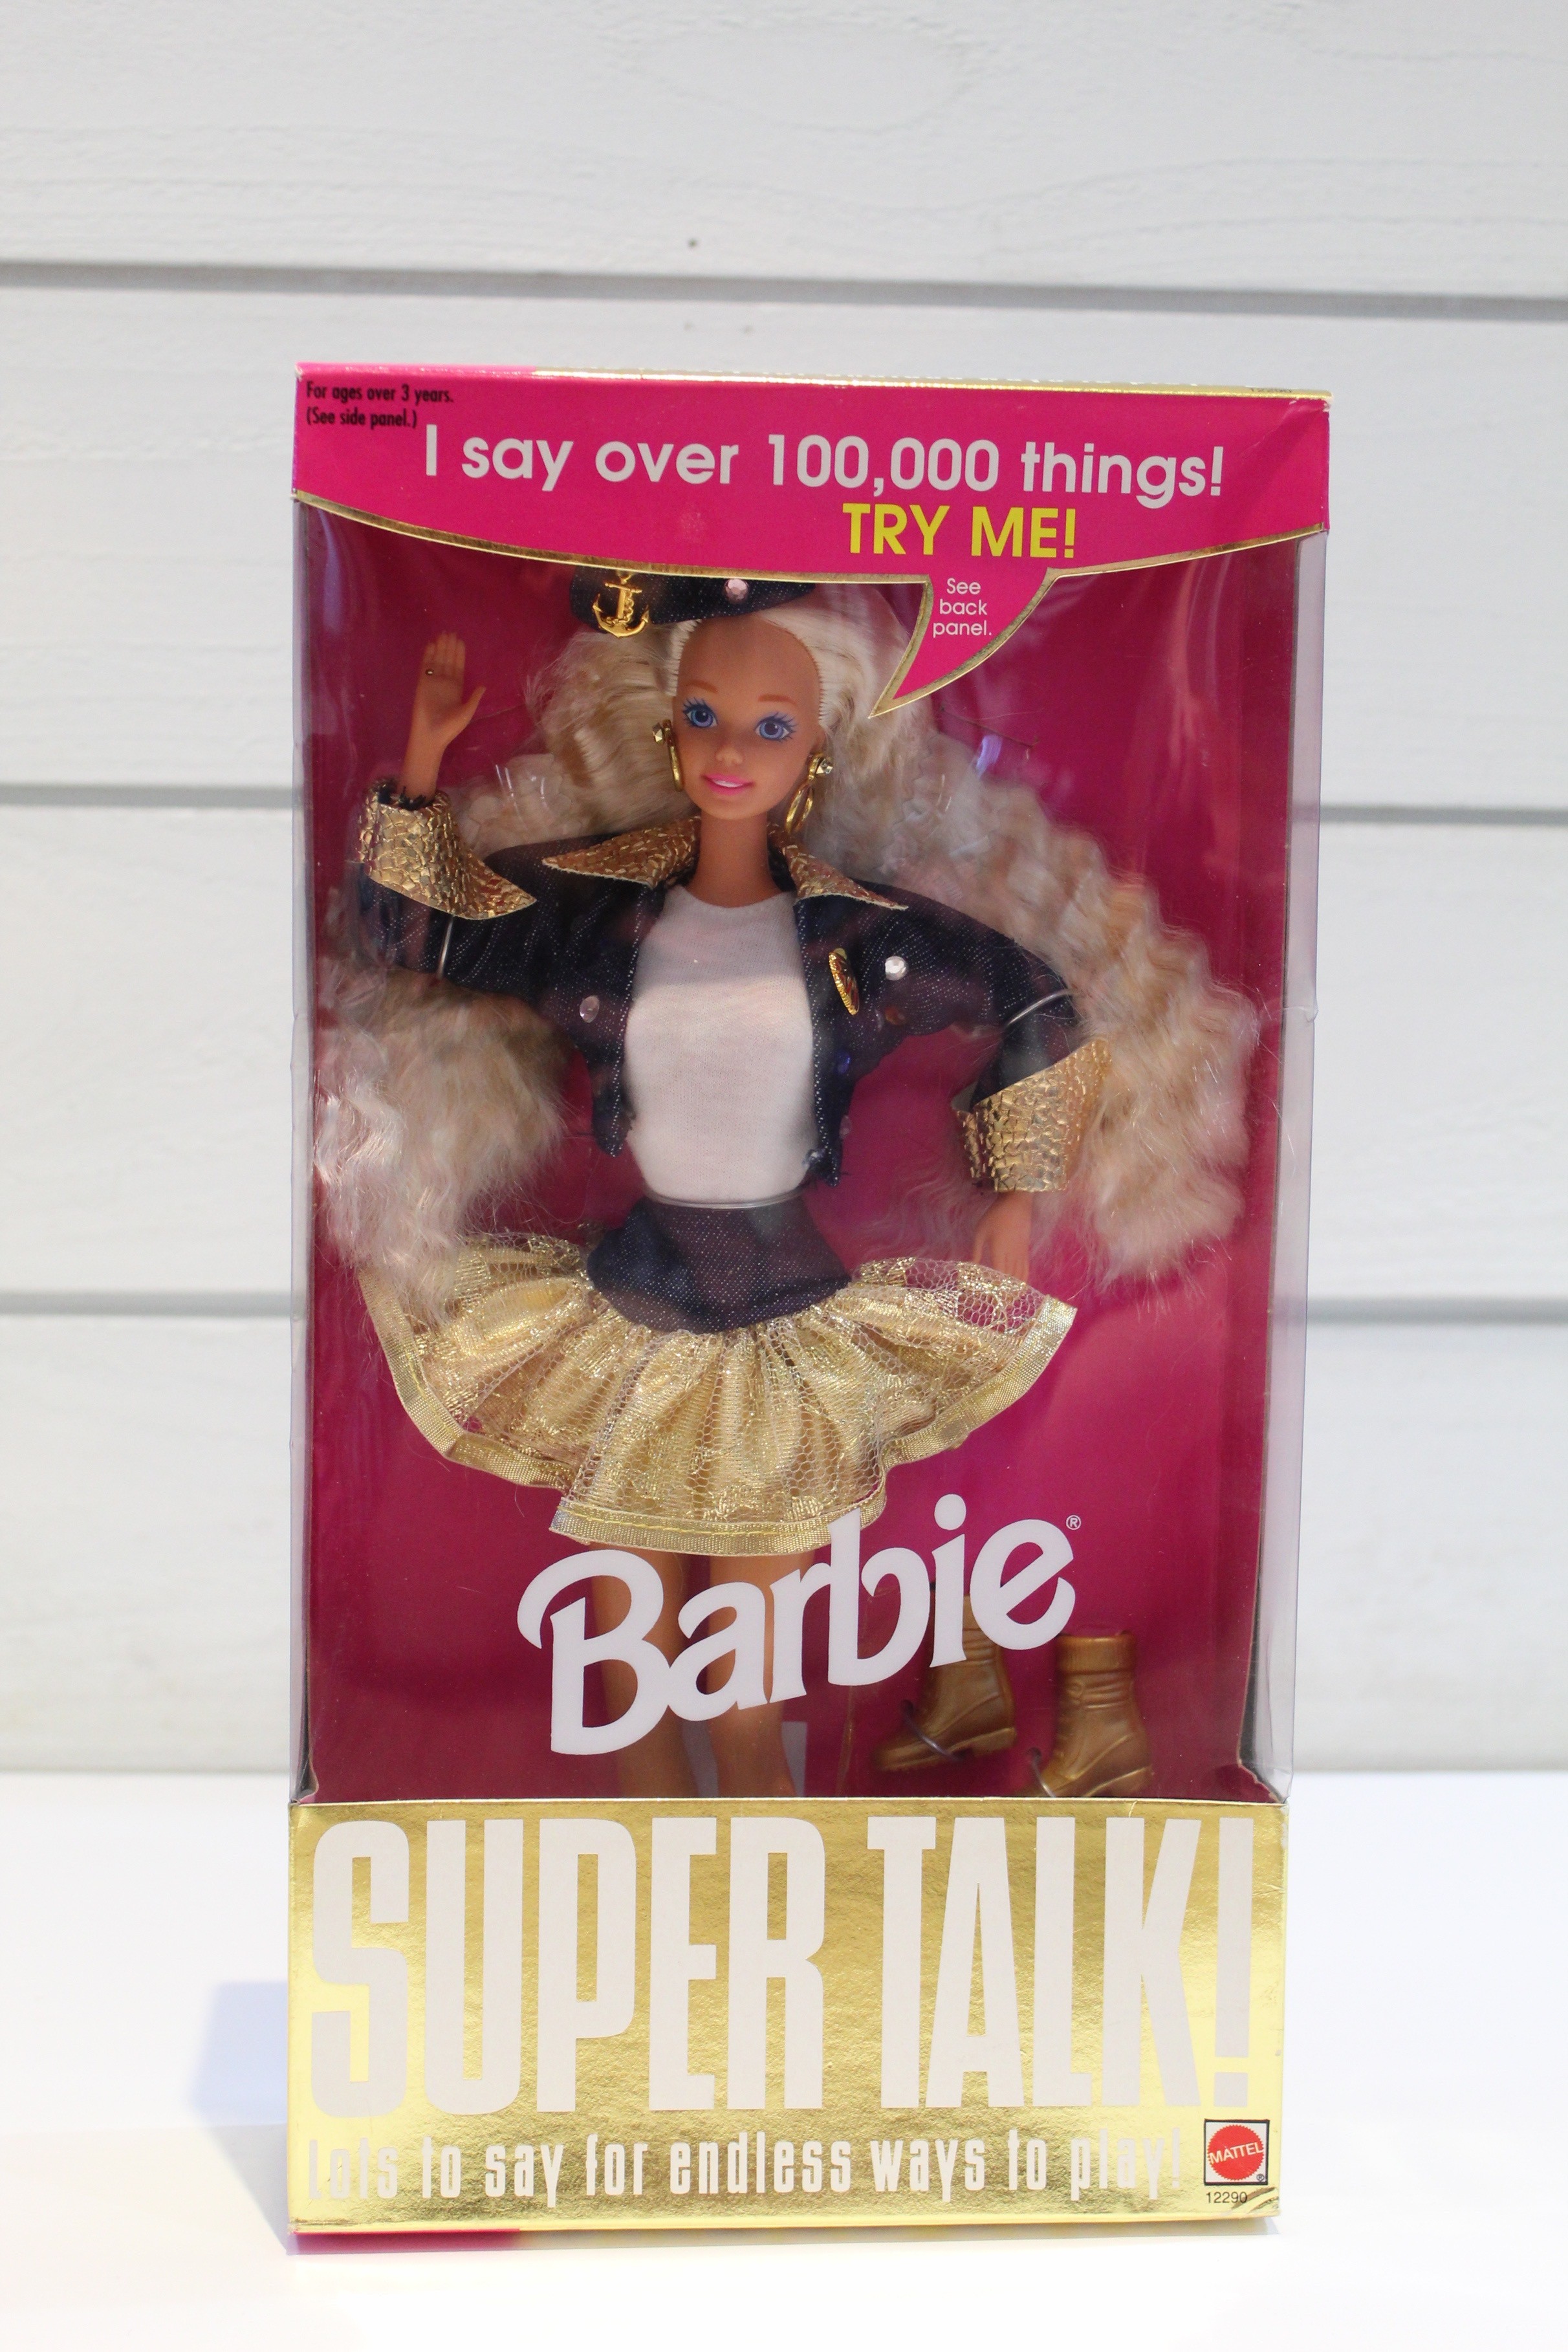 For ages over 3 years.
(See side panel.)
I say over 100,000 things!
TRY ME!
See
back
panel.
Barbie®
SUPER TALK!
Lots to say for endless ways to play!
MATTEL®
12290